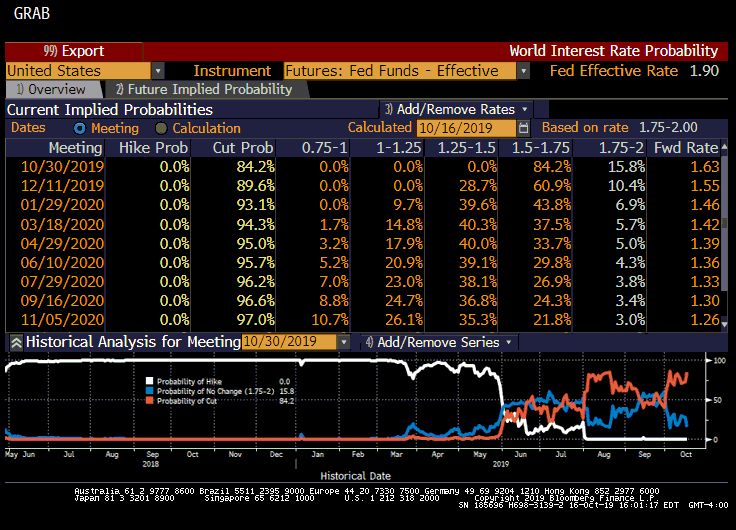 GRAB
99) Export World Interest Rate Probability
United States Instrument Futures: Fed Funds - Effective Fed Effective Rate 1.90
1) Overview 2) Future Implied Probability
Current Implied Probabilities 3) Add/Remove Rates
Dates Meeting Calculation Calculated 10/16/2019 Based on rate 1.75-2.00
Meeting Hike Prob Cut Prob 0.75-1 1-1.25 1.25-1.5 1.5-1.75 1.75-2 Fwd Rate
10/30/2019 0.0% 84.2% 0.0% 0.0% 0.0% 84.2% 15.8% 1.63
12/11/2019 0.0% 89.6% 0.0% 0.0% 28.7% 60.9% 10.4% 1.55
01/29/2020 0.0% 93.1% 0.0% 9.7% 39.6% 43.8% 6.9% 1.46
03/18/2020 0.0% 94.3% 1.7% 14.8% 40.3% 37.5% 5.7% 1.42
04/29/2020 0.0% 95.0% 3.2% 17.9% 40.0% 33.7% 5.0% 1.39
06/10/2020 0.0% 95.7% 5.2% 20.9% 39.1% 29.8% 4.3% 1.36
07/29/2020 0.0% 96.2% 7.0% 23.0% 38.1% 26.9% 3.8% 1.33
09/16/2020 0.0% 96.6% 8.8% 24.7% 36.8% 24.3% 3.4% 1.30
11/05/2020 0.0% 97.0% 10.7% 26.1% 35.3% 21.8% 3.0% 1.26
Historical Analysis for Meeting 10/30/2019 4) Add/Remove Series
Probability of Hike 0.0
Probability of No Change (1.75-2) 15.8
Probability of Cut 84.2
100
50
0
May Jun Jul Aug Sep Oct Nov Dec Jan Feb Mar Apr May Jun Jul Aug Sep Oct
2018 2019
Historical Date
Australia 61 2 9777 8600 Brazil 5511 2395 9000 Europe 44 20 7330 7500 Germany 49 69 9204 1210 Hong Kong 852 2977 6000
Japan 81 3 3201 8900 Singapore 65 6212 1000 U.S. 1 212 318 2000 Copyright 2019 Bloomberg Finance L.P.
SN 185696 H698-3139-2 16-Oct-19 16:01:17 EDT GMT-4:00